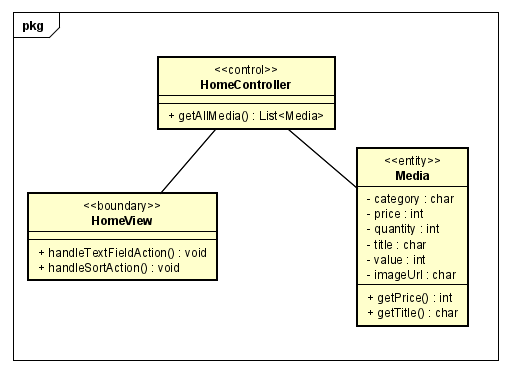 pkg
<<control>>
HomeController
+ getAllMedia() : List<Media>
<<boundary>>
HomeView
+ handleTextFieldAction() : void
+ handleSortAction() : void
<<entity>>
Media
- category : char
- price : int
- quantity : int
- title : char
- value : int
- imageUrl : char
+ getPrice() : int
+ getTitle() : char